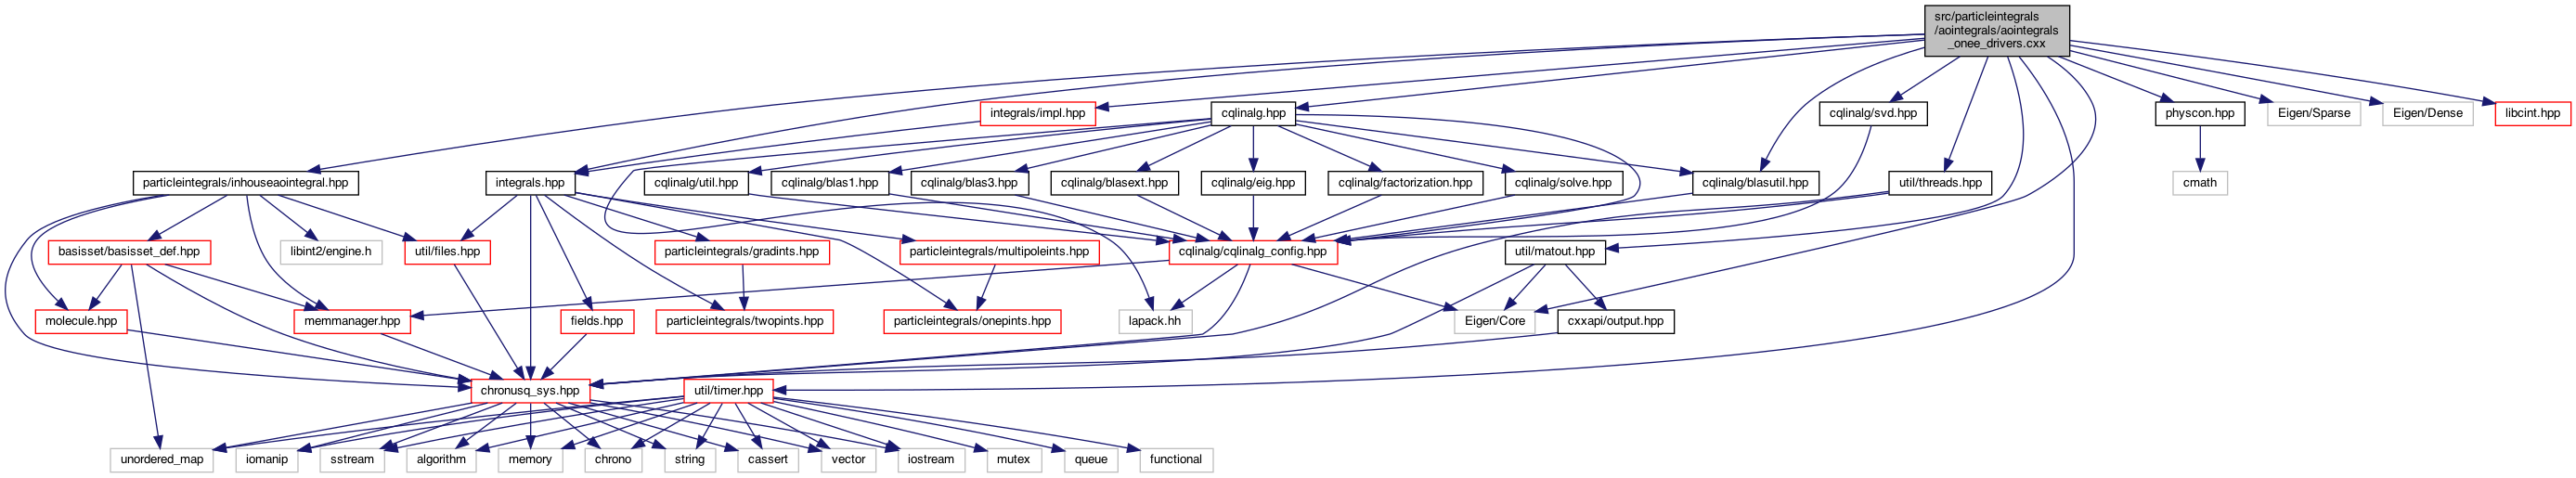 src/particleintegrals
/aointegrals/aointegrals
_onee_drivers.cxx
integrals/impl.hpp
cqlinalg.hpp
cqlinalg/svd.hpp
physcon.hpp
Eigen/Sparse
Eigen/Dense
libcint.hpp
particleintegrals/inhouseaointegral.hpp
integrals.hpp
cqlinalg/util.hpp
cqlinalg/blas1.hpp
cqlinalg/blas3.hpp
cqlinalg/blasext.hpp
cqlinalg/eig.hpp
cqlinalg/factorization.hpp
cqlinalg/solve.hpp
cqlinalg/blasutil.hpp
util/threads.hpp
cmath
basisset/basisset_def.hpp
libint2/engine.h
util/files.hpp
particleintegrals/gradints.hpp
particleintegrals/multipoleints.hpp
cqlinalg/cqlinalg_config.hpp
util/matout.hpp
molecule.hpp
memmanager.hpp
fields.hpp
particleintegrals/twopints.hpp
particleintegrals/onepints.hpp
lapack.hh
Eigen/Core
cxxapi/output.hpp
chronusq_sys.hpp
util/timer.hpp
unordered_map
iomanip
sstream
algorithm
memory
chrono
string
cassert
vector
iostream
mutex
queue
functional